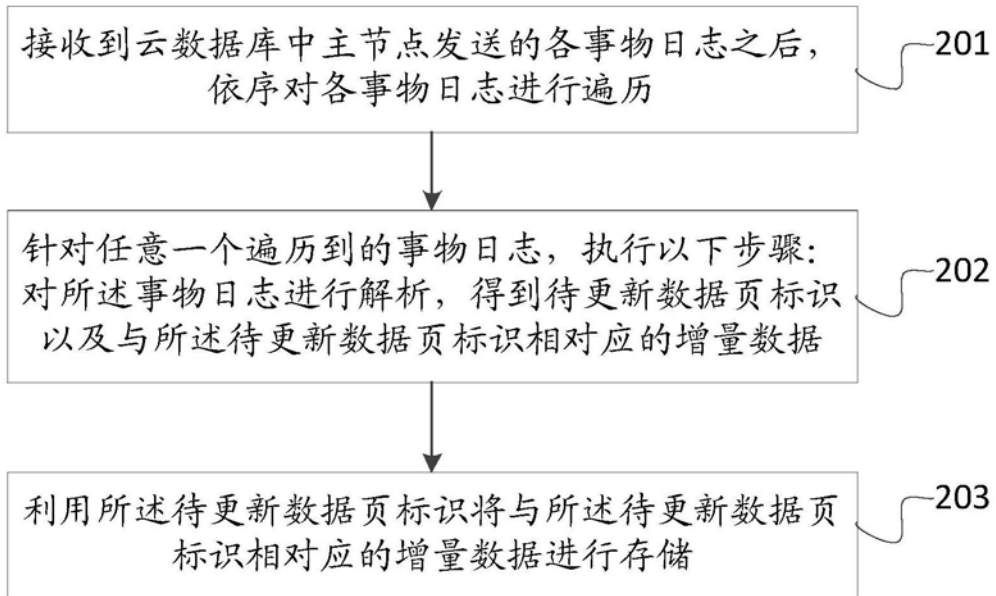 接收到云数据库中主节点发送的各事物日志之后，
依序对各事物日志进行遍历
201
针对任意一个遍历到的事物日志，执行以下步骤：
对所述事物日志进行解析，得到待更新数据页标识
以及与所述待更新数据页标识相对应的增量数据
202
利用所述待更新数据页标识将与所述待更新数据页
标识相对应的增量数据进行存储
203